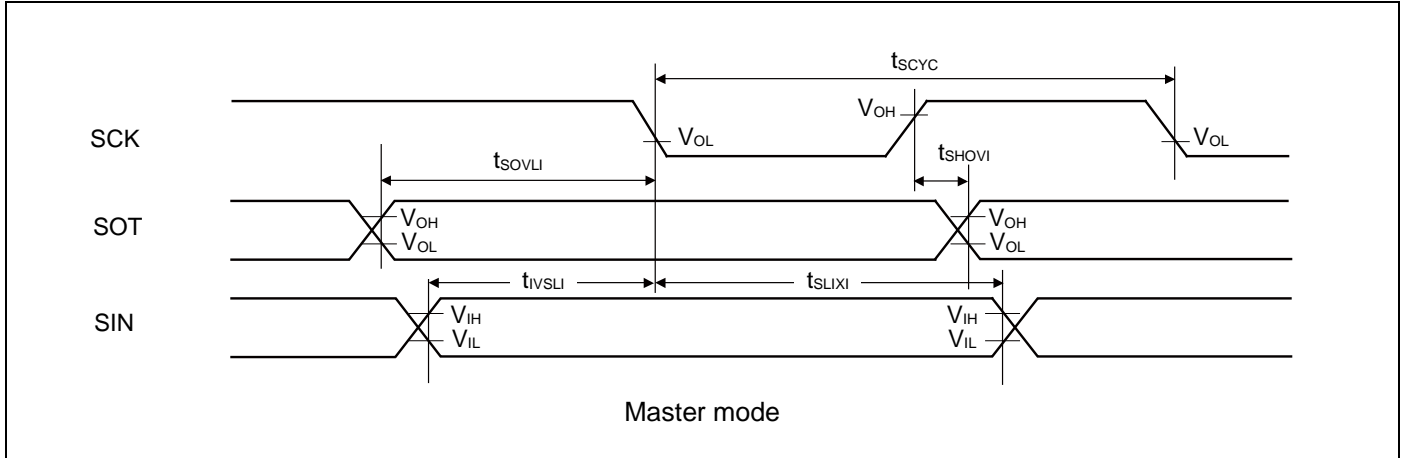 tSCYC
SCK
VOH
VOL
VOL
tSOVLI
tSHOVI
SOT
VOH
VOL
VOH
VOL
tIVSLI
tSLIXI
SIN
VIH
VIL
VIH
VIL
Master mode